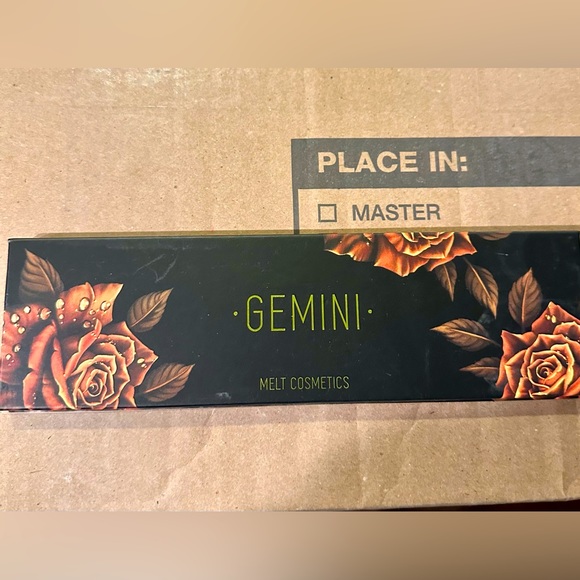 PLACE IN:
☐ MASTER
·GEMINI·
MELT COSMETICS